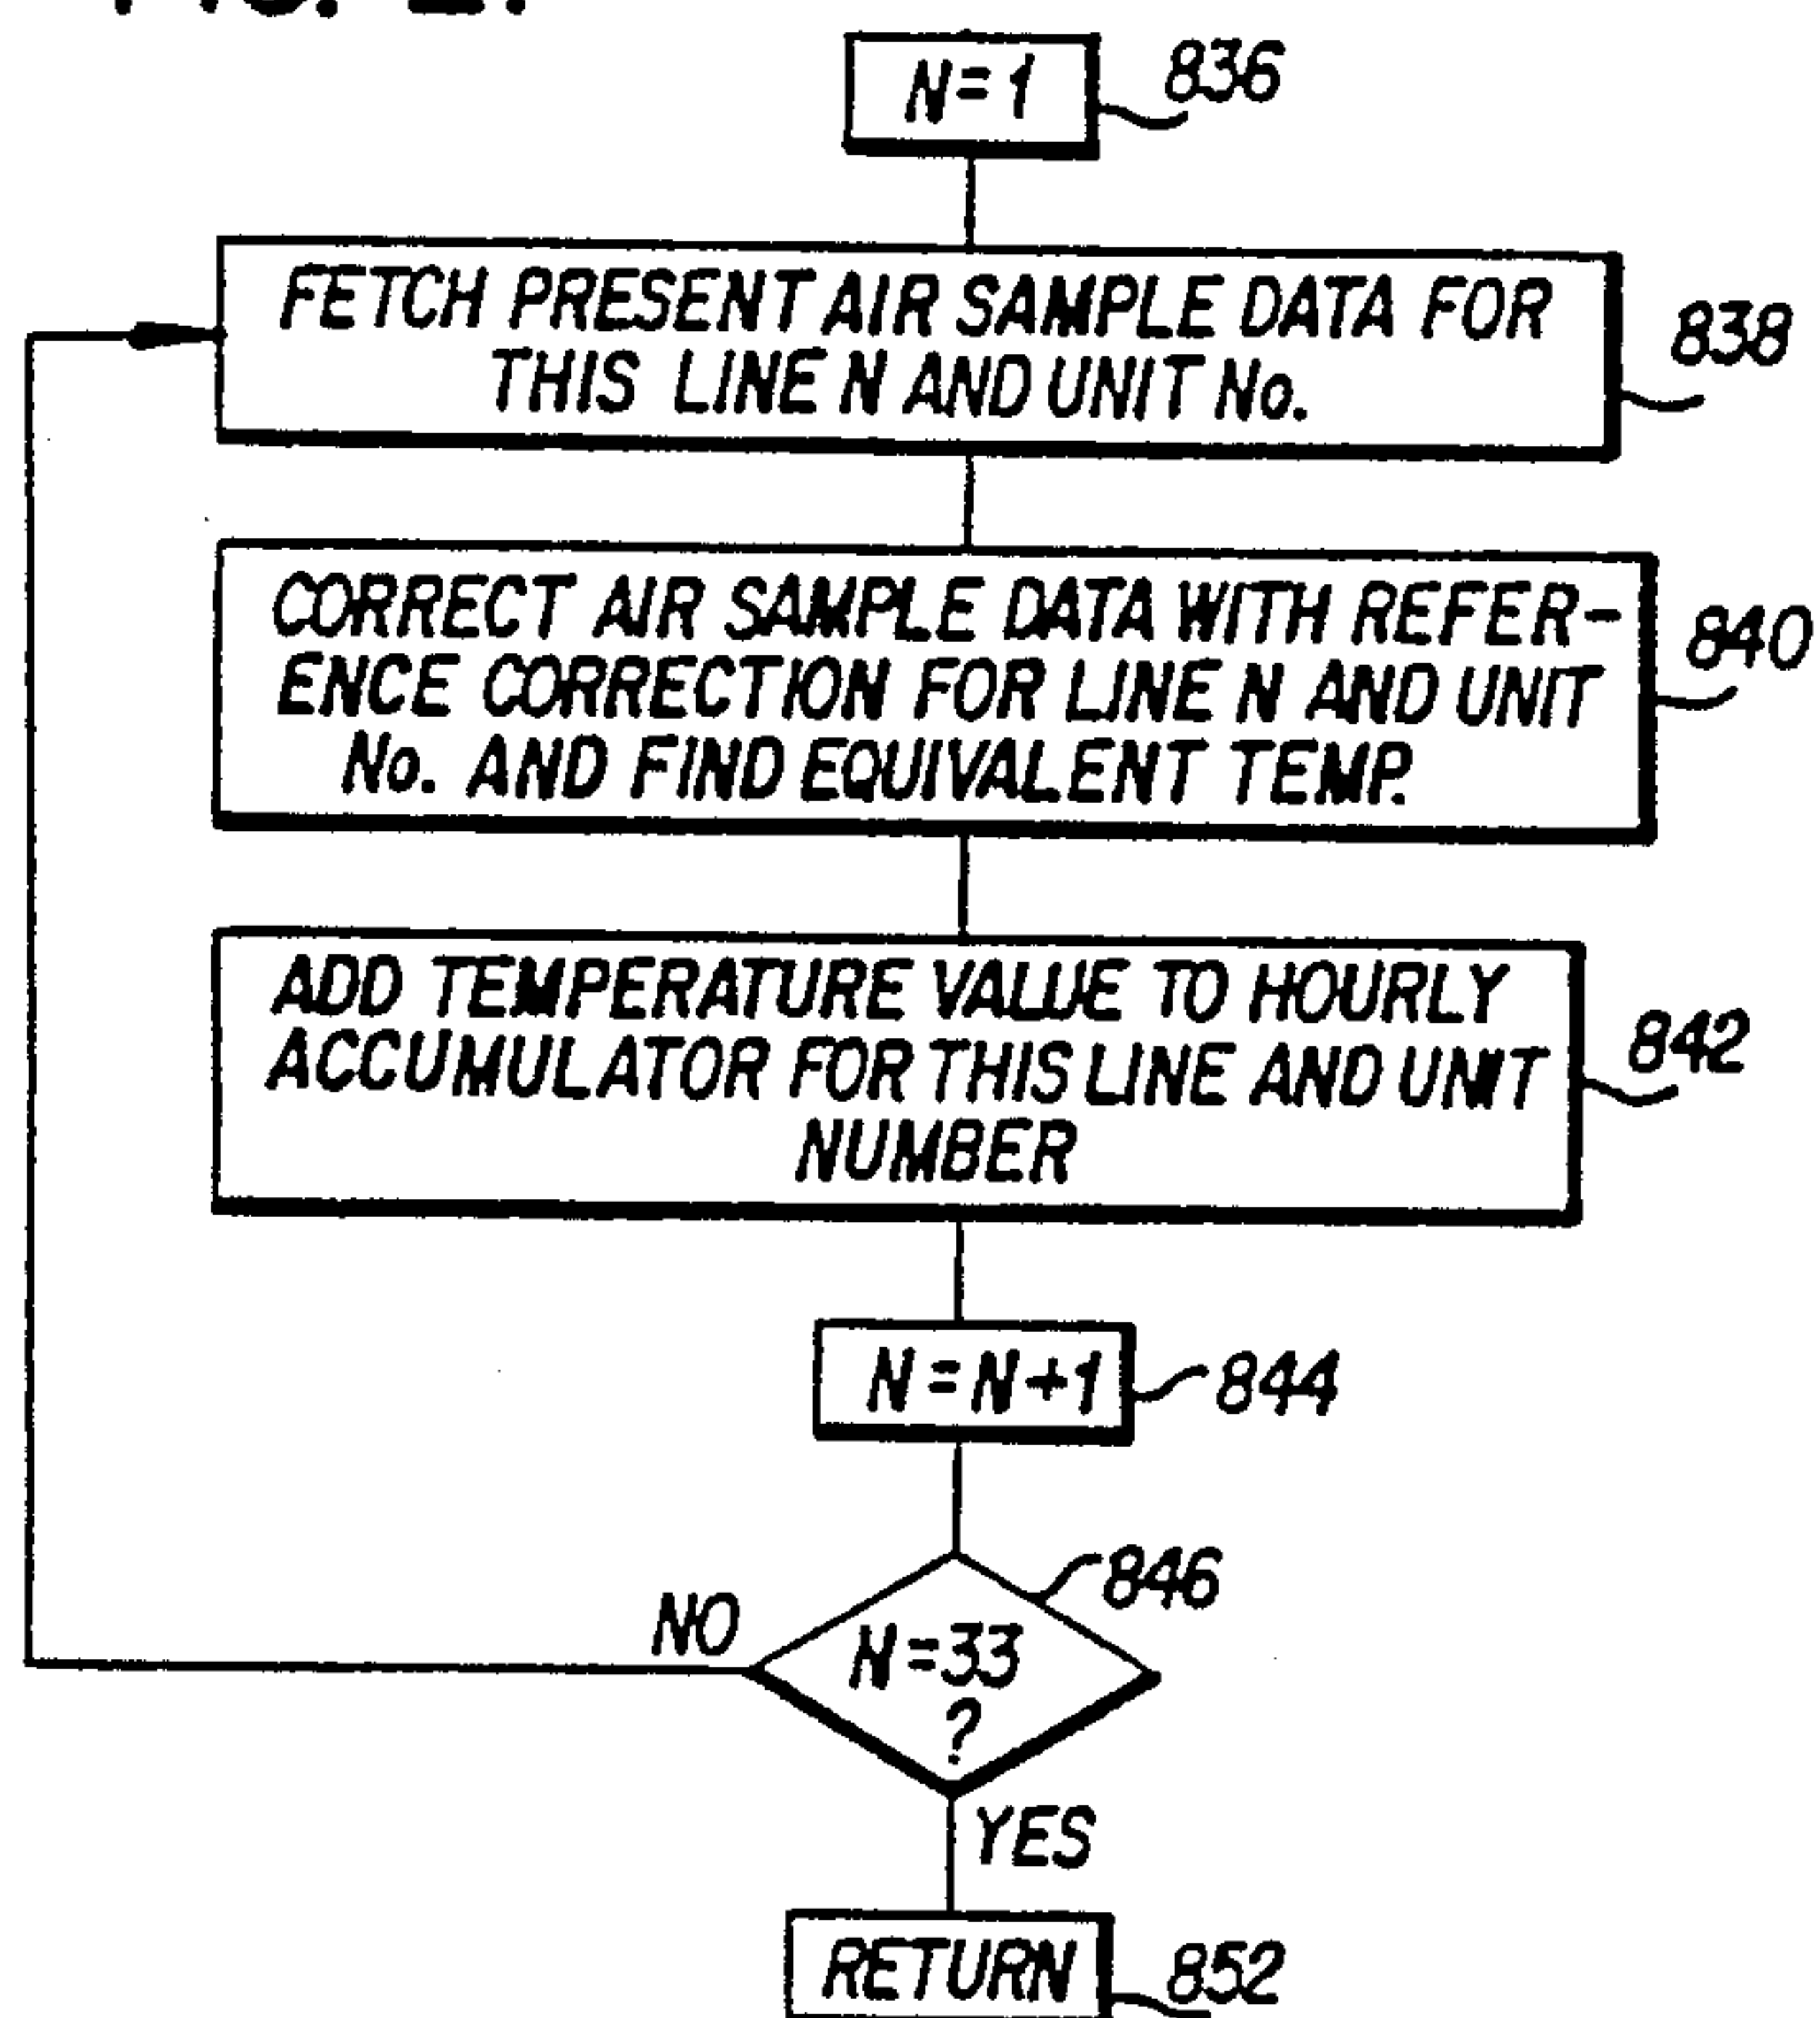 N=1
836
FETCH PRESENT AIR SAMPLE DATA FOR
THIS LINE N AND UNIT No.
838
CORRECT AIR SAMPLE DATA WITH REFER-
ENCE CORRECTION FOR LINE N AND UNIT
No. AND FIND EQUIVALENT TEMP.
840
ADD TEMPERATURE VALUE TO HOURLY
ACCUMULATOR FOR THIS LINE AND UNIT
NUMBER
842
N=N+1
844
846
NO
N=33
?
YES
RETURN
852